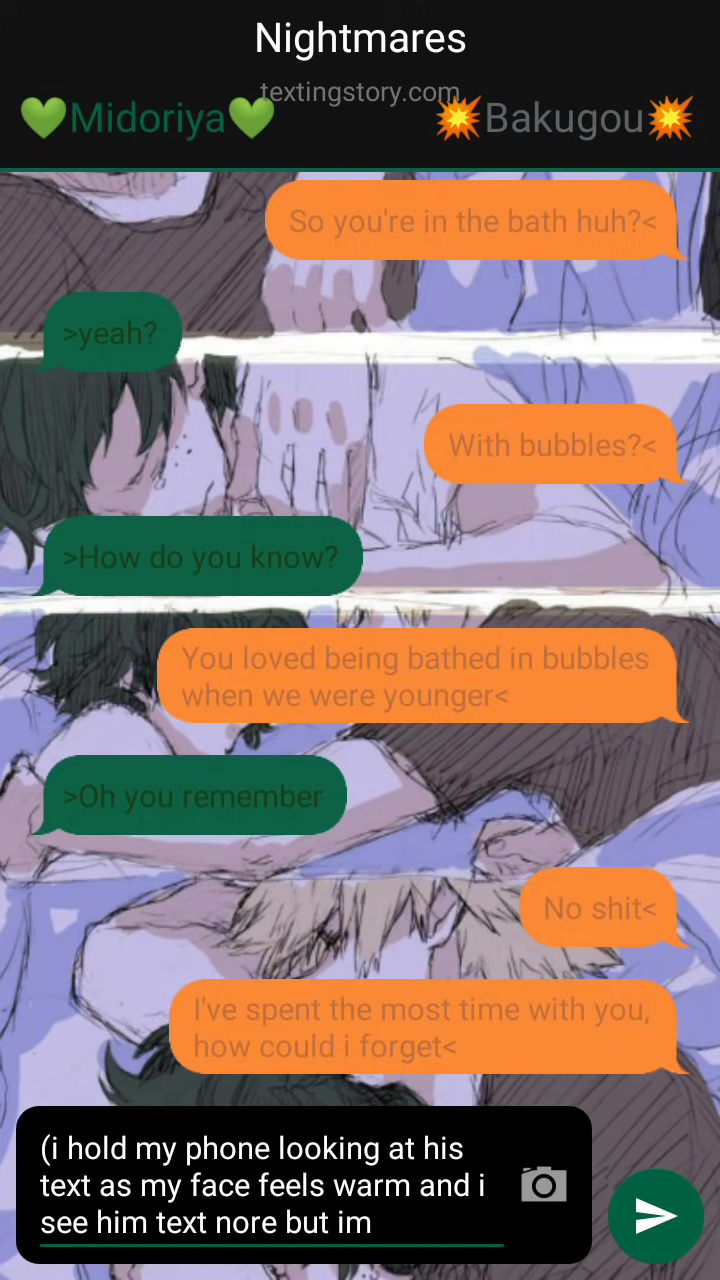 Nightmares
textingstory.com
💚Midoriya💚 💥Bakugou💥
So you're in the bath huh?<
>yeah?
With bubbles?<
>How do you know?
You loved being bathed in bubbles
when we were younger<
>Oh you remember
No shit<
I've spent the most time with you,
how could i forget<
(i hold my phone looking at his
text as my face feels warm and i
see him text nore but im